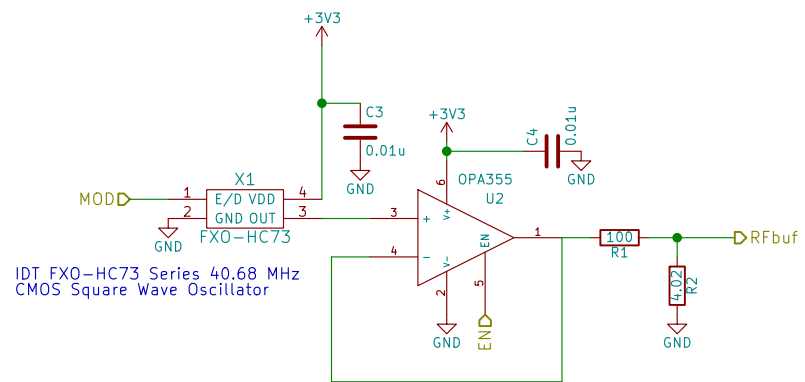 +3V3
C3
0.01u
GND
+3V3
C4
0.01u
GND
MOD
X1
1
E/D VDD
4
2
GND OUT
3
FXO-HC73
GND
OPA355
U2
6
V+
3
+
4
-
V-
2
EN
5
1
GND
EN
100
R1
4.02
R2
GND
RFbuf
IDT FXO-HC73 Series 40.68 MHz
CMOS Square Wave Oscillator